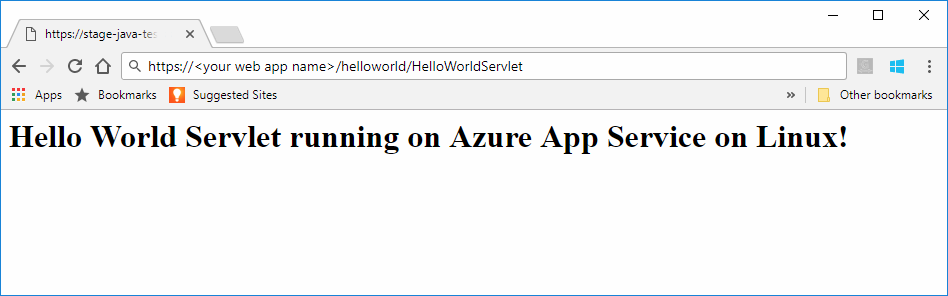 https://stage-java-tes
https://<your web app name>/helloworld/HelloWorldServlet
Apps Bookmarks Suggested Sites » Other bookmarks
Hello World Servlet running on Azure App Service on Linux!